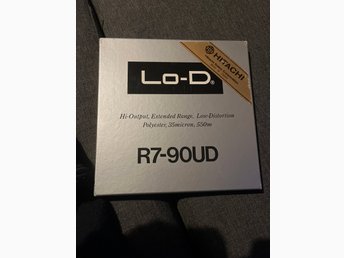 HITACHI
Lo-D®
Hi-Output, Extended Range, Low-Distortion
Polyester, 35micron, 550m
R7-90UD